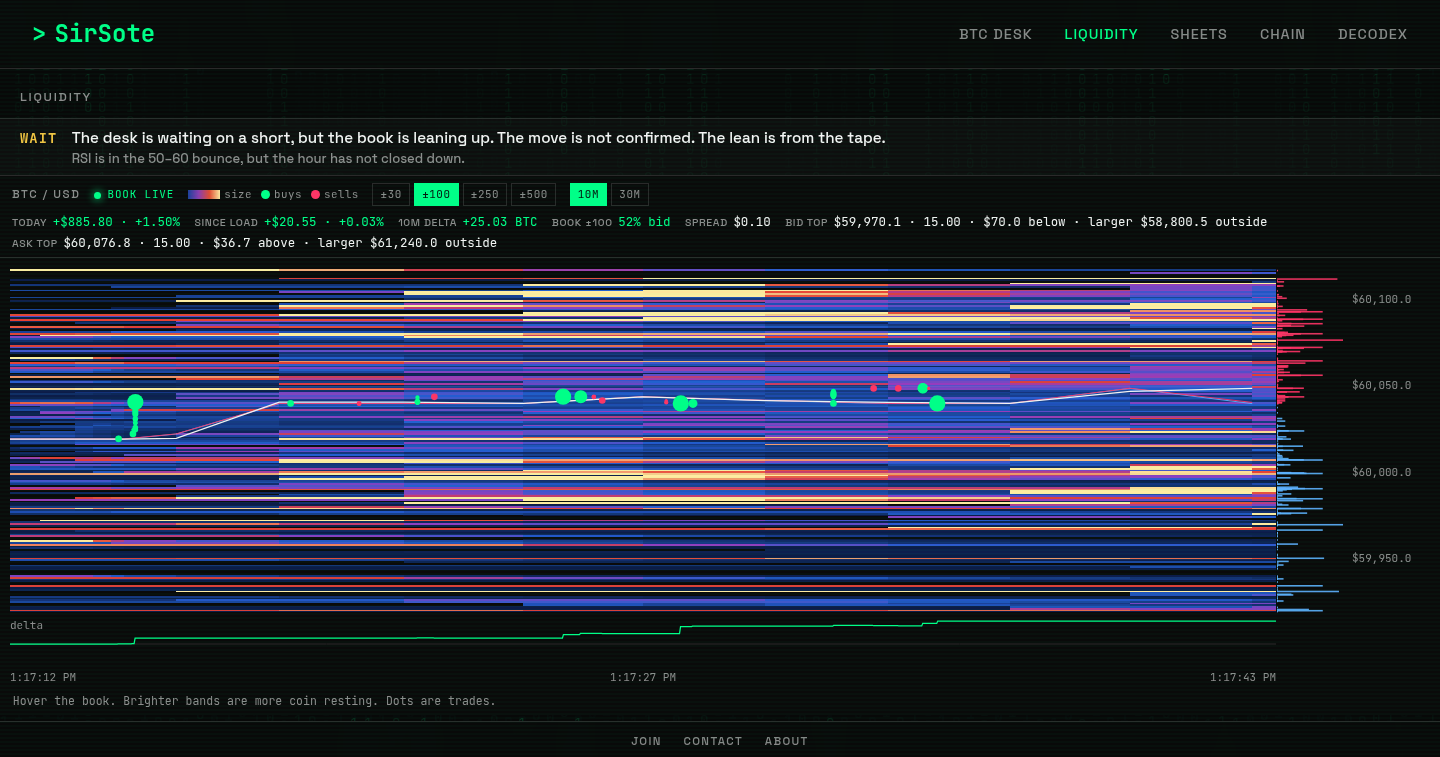 > SirSote
BTC DESK LIQUIDITY SHEETS CHAIN DECODEX
LIQUIDITY
WAIT The desk is waiting on a short, but the book is leaning up. The move is not confirmed. The lean is from the tape.
RSI is in the 50–60 bounce, but the hour has not closed down.
BTC / USD BOOK LIVE size buys sells ±30 ±100 ±250 ±500 10M 30M
TODAY +$885.80 · +1.50% SINCE LOAD +$20.55 · +0.03% 10M DELTA +25.03 BTC BOOK ±100 52% bid SPREAD $0.10 BID TOP $59,970.1 · 15.00 · $70.0 below · larger $58,800.5 outside
ASK TOP $60,076.8 · 15.00 · $36.7 above · larger $61,240.0 outside
$60,100.0
$60,050.0
$60,000.0
$59,950.0
delta
1:17:12 PM 1:17:27 PM 1:17:43 PM
Hover the book. Brighter bands are more coin resting. Dots are trades.
JOIN CONTACT ABOUT